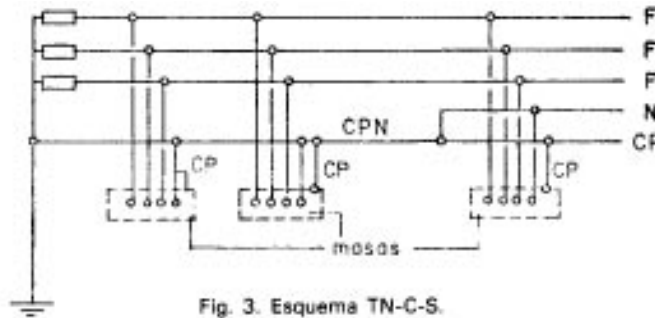 F
F
F
N
CPN
CP
CP
CP
CP
masas
Fig. 3. Esquema TN-C-S.